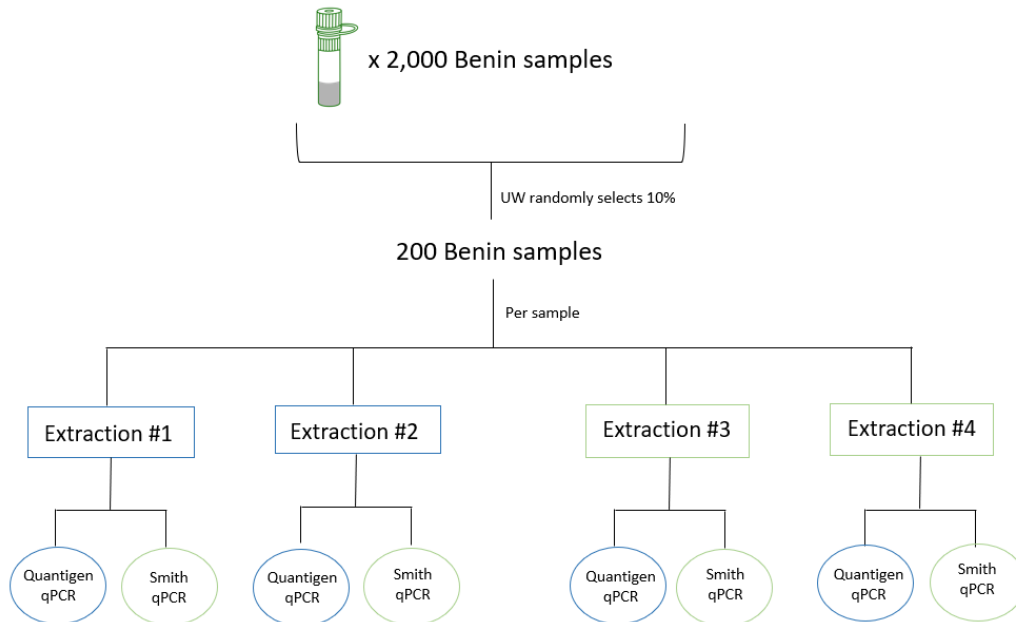 x 2,000 Benin samples
UW randomly selects 10%
200 Benin samples
Per sample
Extraction #1
Extraction #2
Extraction #3
Extraction #4
Quantigen
qPCR
Smith
qPCR
Quantigen
qPCR
Smith
qPCR
Quantigen
qPCR
Smith
qPCR
Quantigen
qPCR
Smith
qPCR